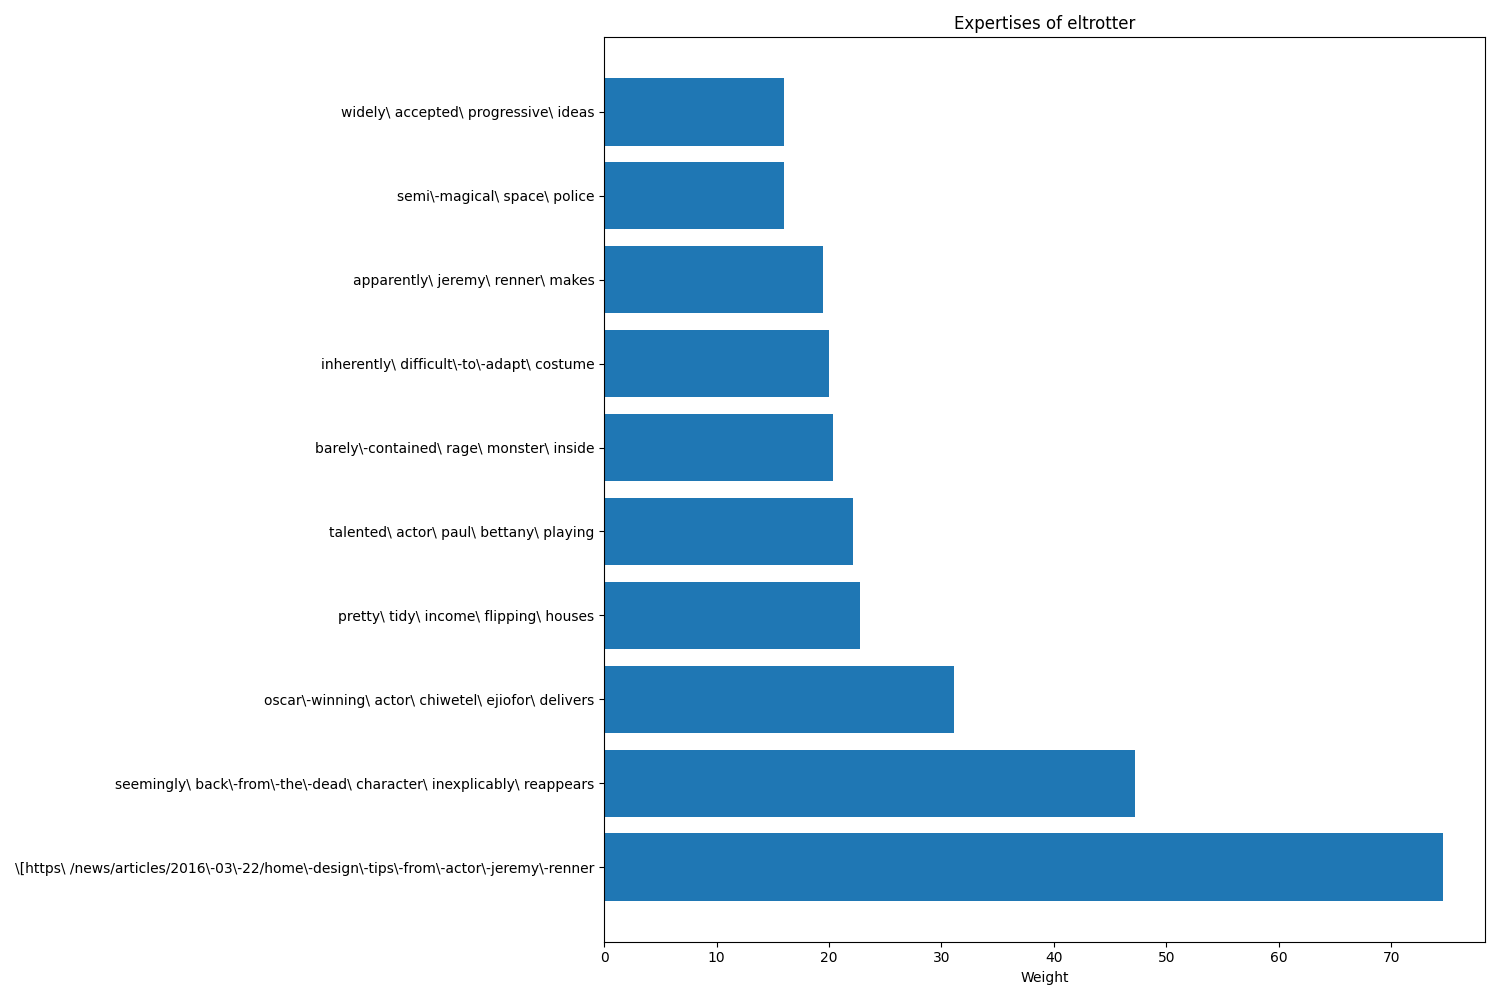 Expertises of eltrotter
widely\ accepted\ progressive\ ideas
semi\-magical\ space\ police
apparently\ jeremy\ renner\ makes
inherently\ difficult\-to\-adapt\ costume
barely\-contained\ rage\ monster\ inside
talented\ actor\ paul\ bettany\ playing
pretty\ tidy\ income\ flipping\ houses
oscar\-winning\ actor\ chiwetel\ ejiofor\ delivers
seemingly\ back\-from\-the\-dead\ character\ inexplicably\ reappears
\[https\ /news/articles/2016\-03\-22/home\-design\-tips\-from\-actor\-jeremy\-renner
0 10 20 30 40 50 60 70
Weight